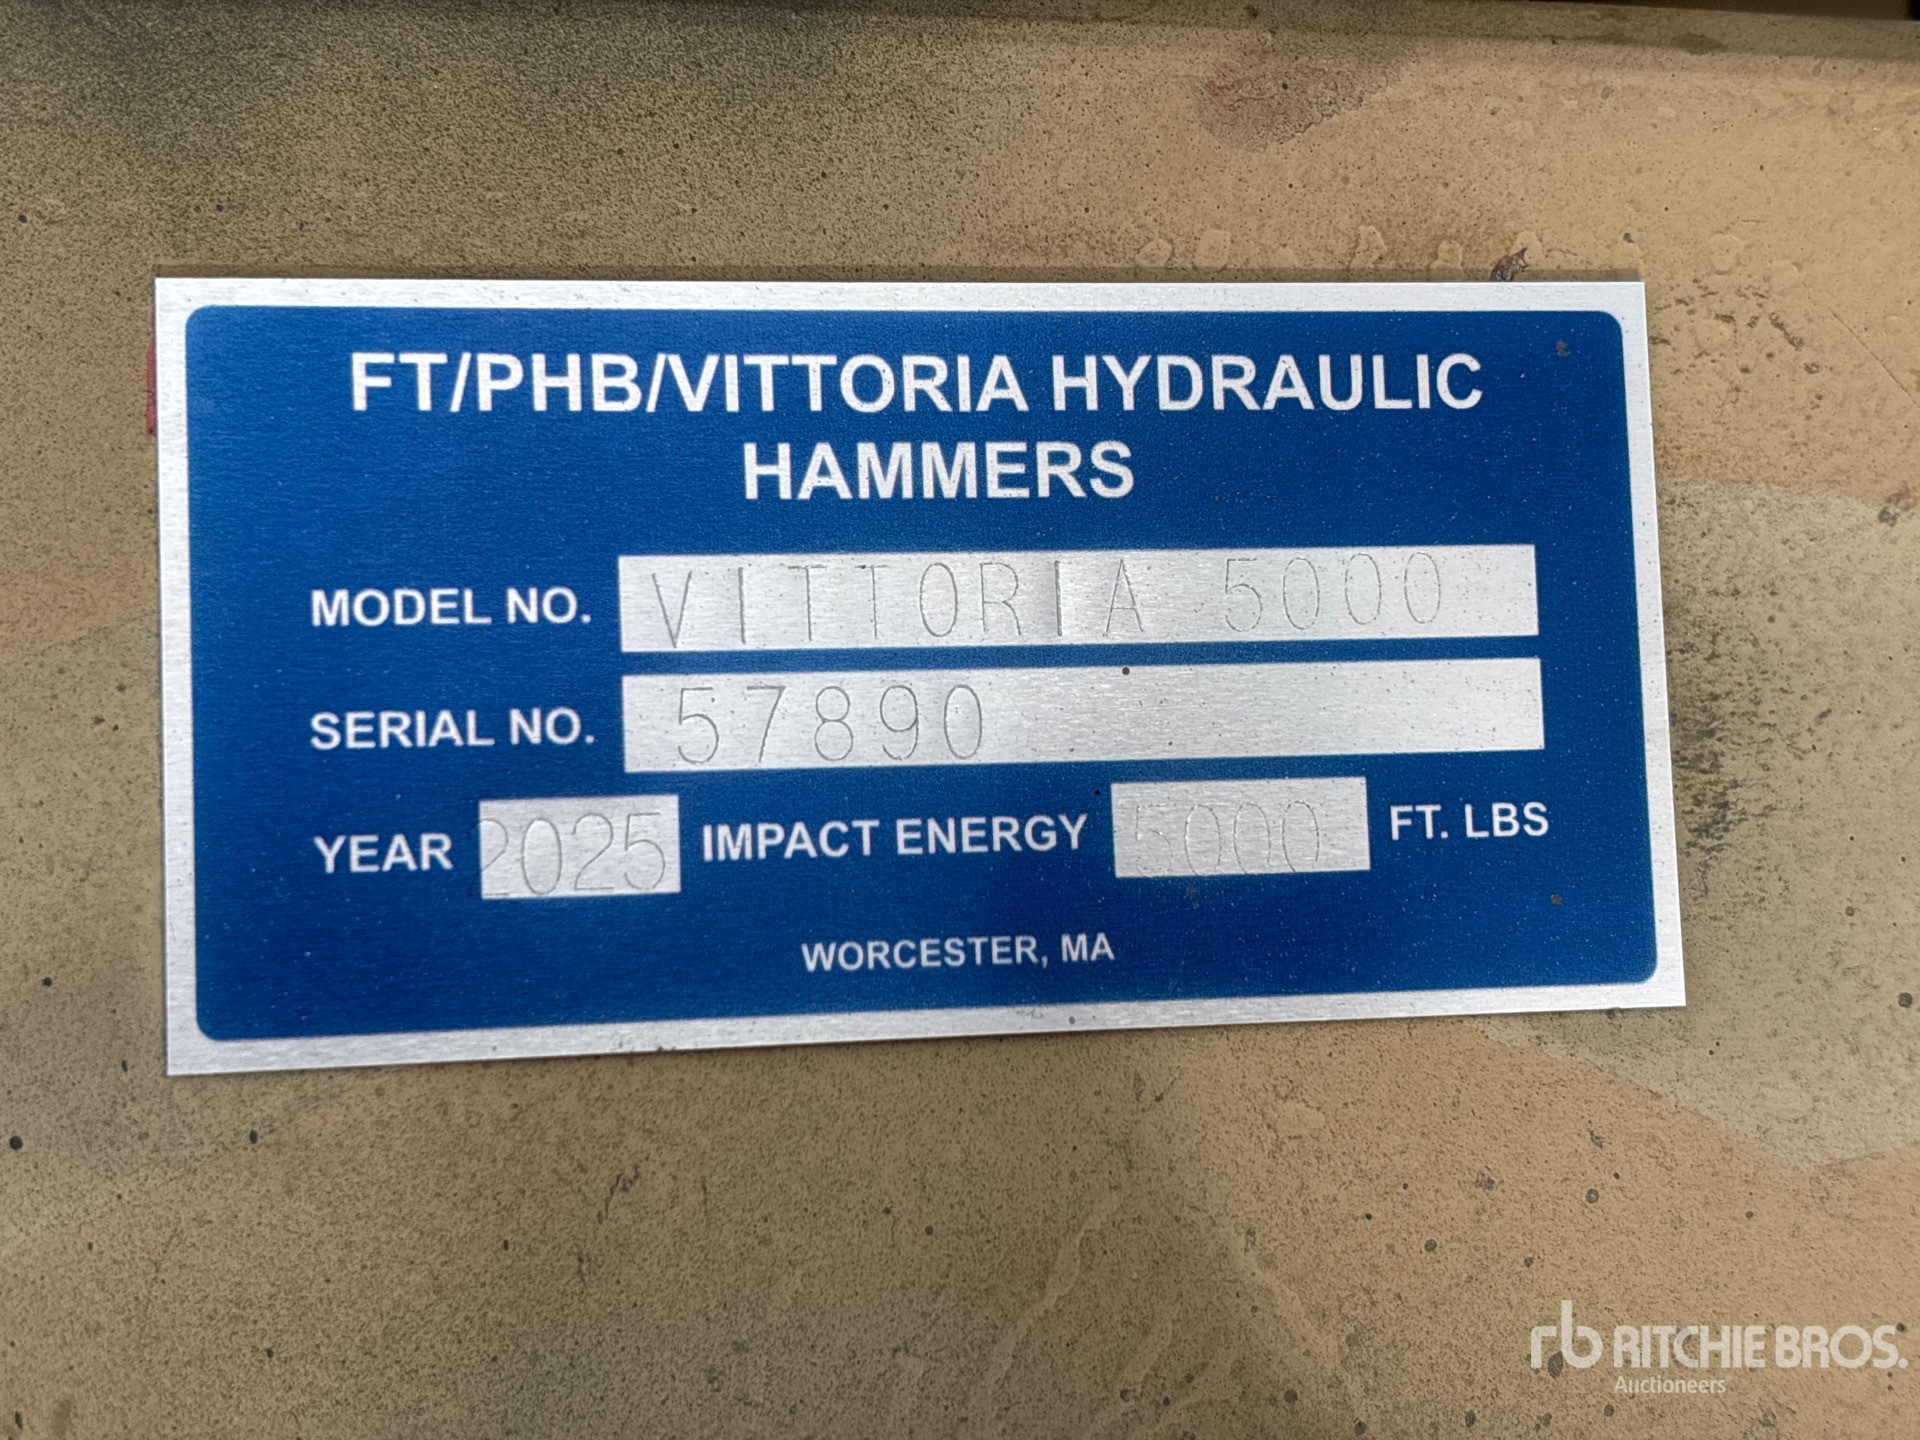 FT/PHB/VITTORIA HYDRAULIC
HAMMERS
MODEL NO. VITTORIA 5000
SERIAL NO. 57890
YEAR 2025 IMPACT ENERGY 5000 FT. LBS
WORCESTER, MA
rb RITCHIE BROS.
Auctioneers